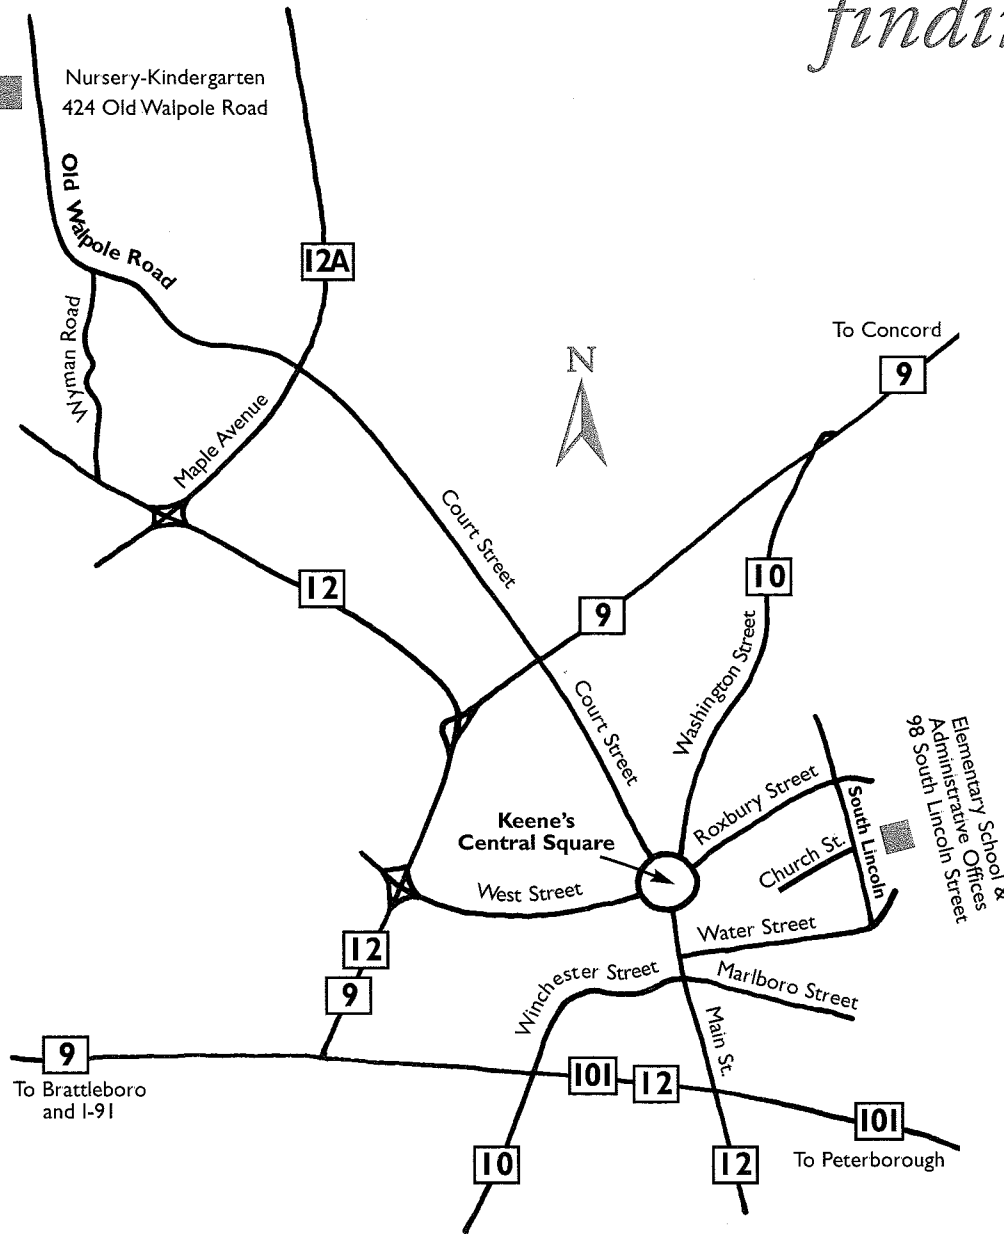 Nursery-Kindergarten
424 Old Walpole Road
Old Walpole Road
12A
Wyman Road
Maple Avenue
N
To Concord
9
Court Street
12
10
9
Washington Street
Court Street
Roxbury Street
South Lincoln
Elementary School &
Administrative Offices
98 South Lincoln Street
Keene's
Central Square
Church St.
West Street
Water Street
12
9
Winchester Street
Marlboro Street
Main St.
9
To Brattleboro
and I-91
101
12
101
To Peterborough
10
12